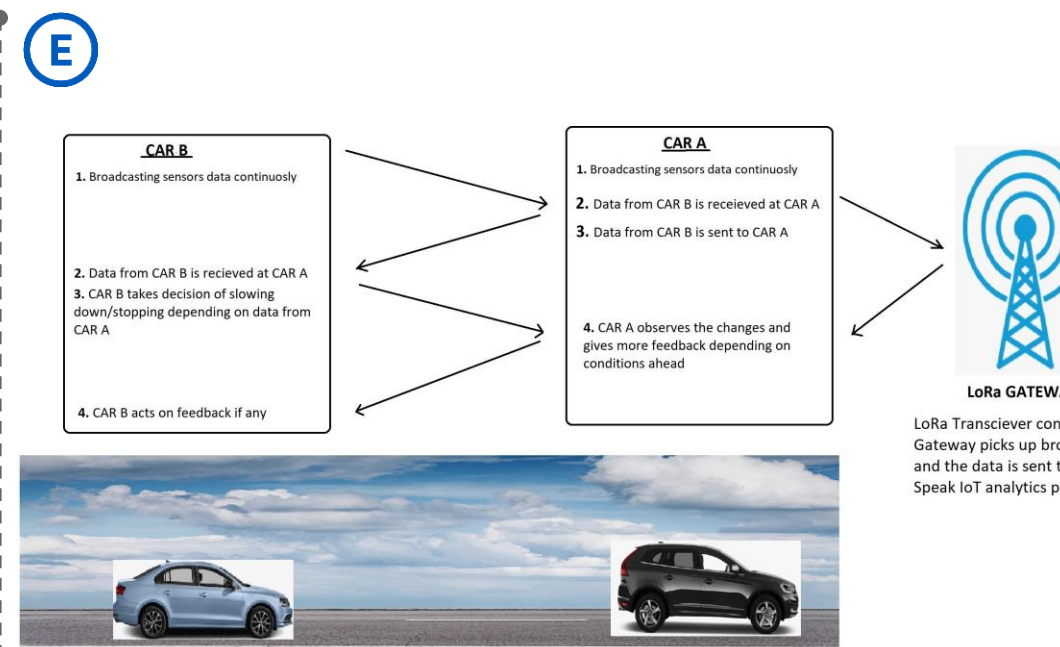 E
CAR B
1. Broadcasting sensors data continuosly
2. Data from CAR B is recieved at CAR A
3. CAR B takes decision of slowing
down/stopping depending on data from
CAR A
4. CAR B acts on feedback if any
CAR A
1. Broadcasting sensors data continuosly
2. Data from CAR B is receieved at CAR A
3. Data from CAR B is sent to CAR A
4. CAR A observes the changes and
gives more feedback depending on
conditions ahead
LoRa
LoRa Transciever
Gateway picks up
and the data is sent
Speak IoT analytics